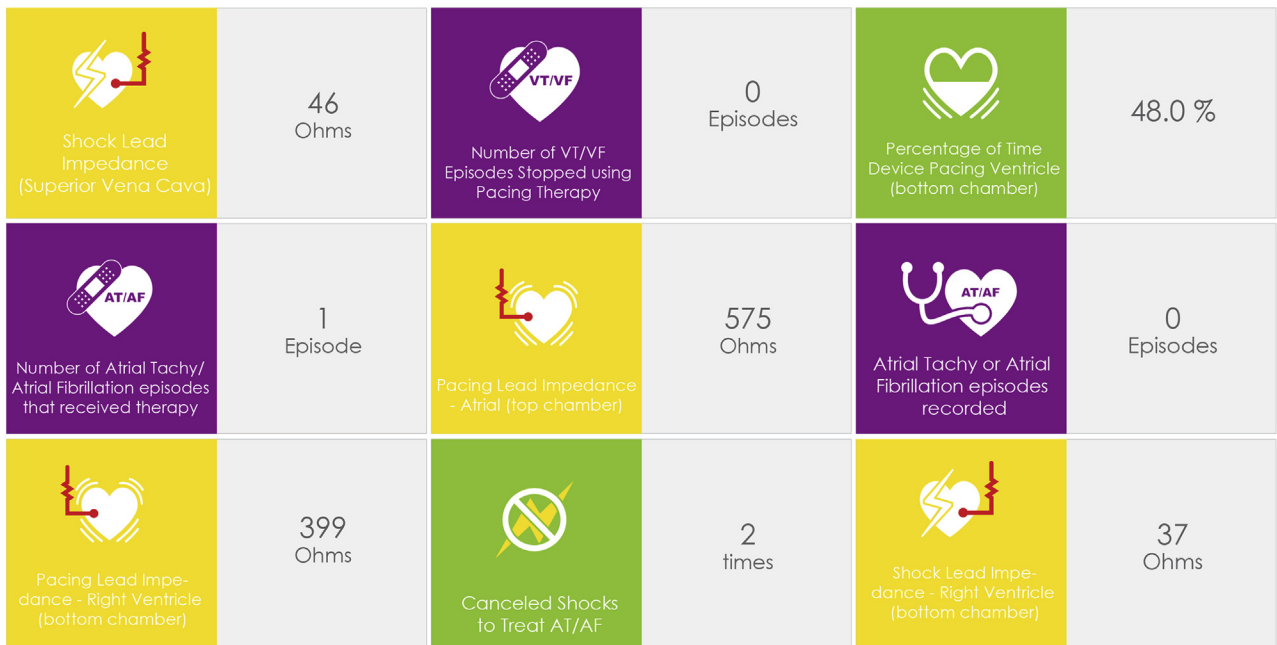 Shock Lead
Impedance
(Superior Vena Cava)
46
Ohms
VT/VF
Number of VT/VF
Episodes Stopped using
Pacing Therapy
0
Episodes
Percentage of Time
Device Pacing Ventricle
(bottom chamber)
48.0 %
AT/AF
Number of Atrial Tachy/
Atrial Fibrillation episodes
that received therapy
1
Episode
Pacing Lead Impedance
- Atrial (top chamber)
575
Ohms
AT/AF
Atrial Tachy or Atrial
Fibrillation episodes
recorded
0
Episodes
Pacing Lead Impe-
dance - Right Ventricle
(bottom chamber)
399
Ohms
Canceled Shocks
to Treat AT/AF
2
times
Shock Lead Impe-
dance - Right Ventricle
(bottom chamber)
37
Ohms